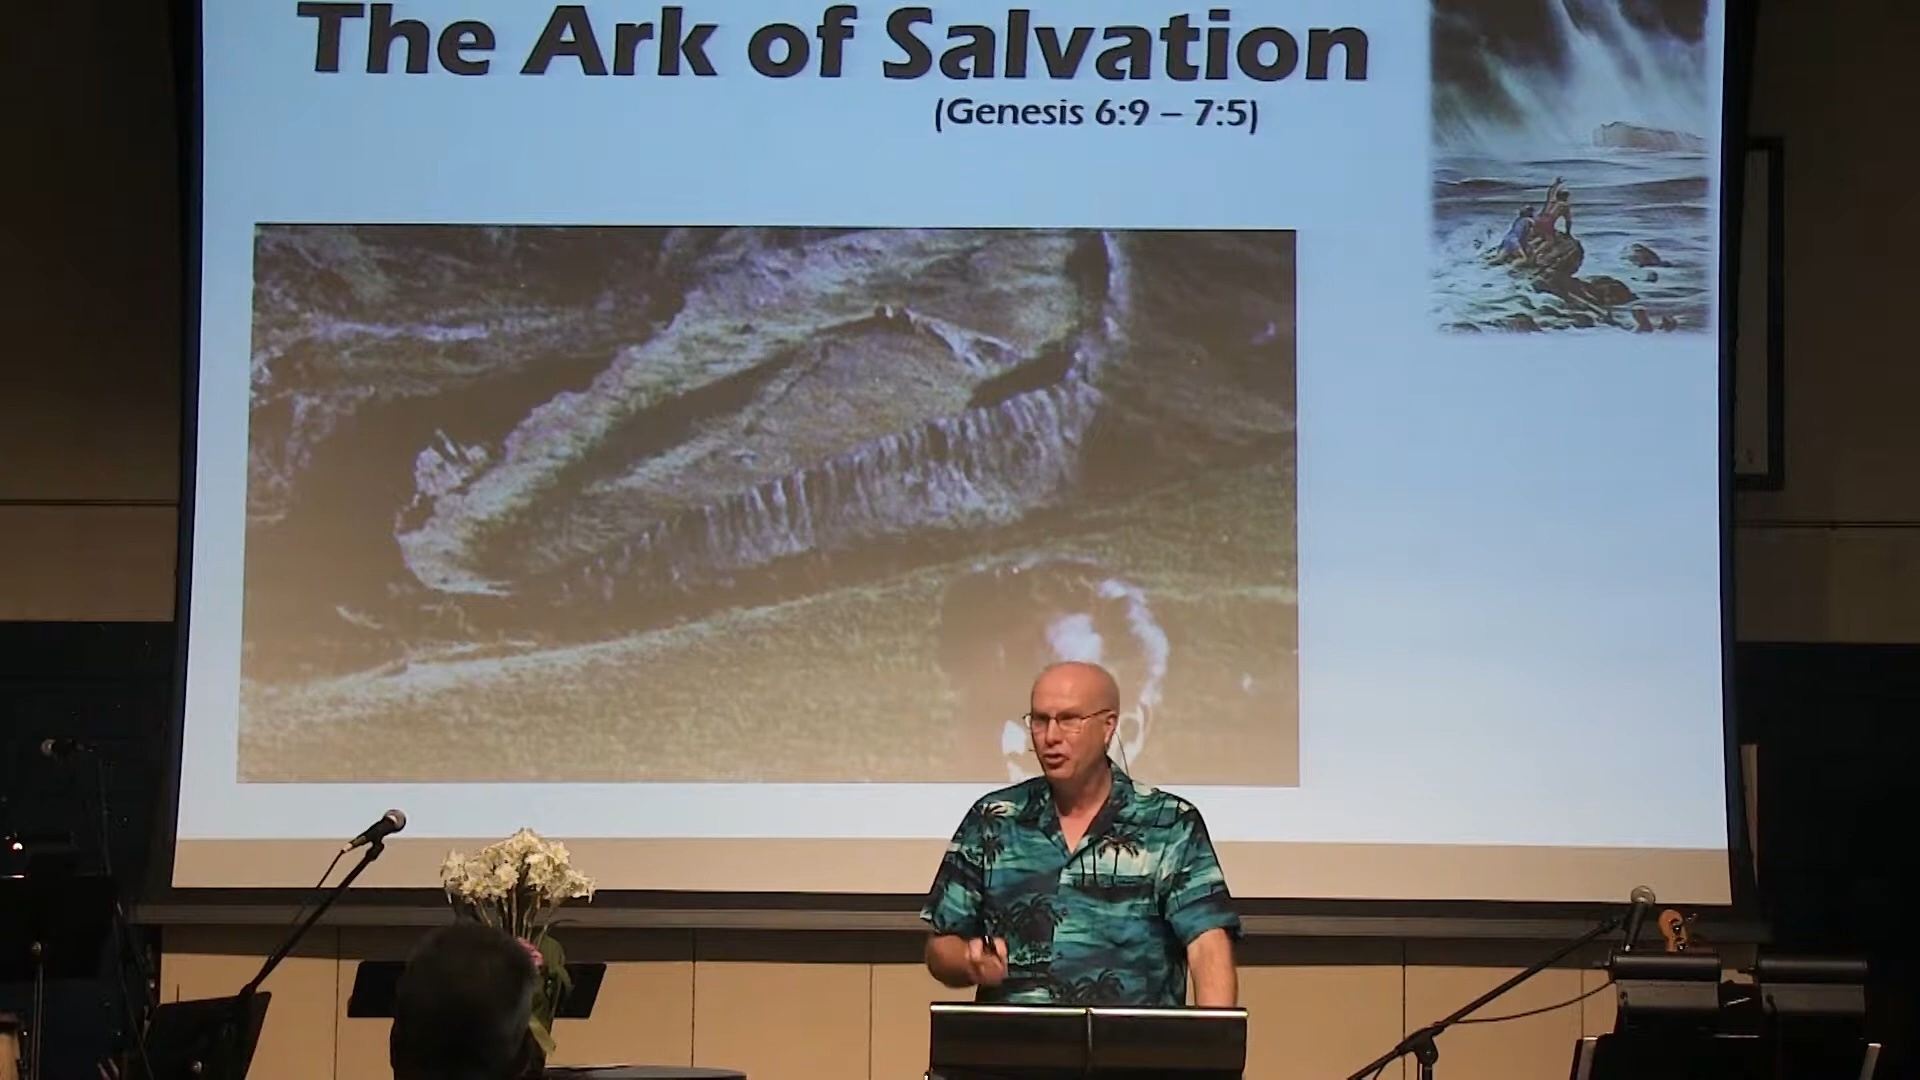 The Ark of Salvation
(Genesis 6:9 – 7:5)